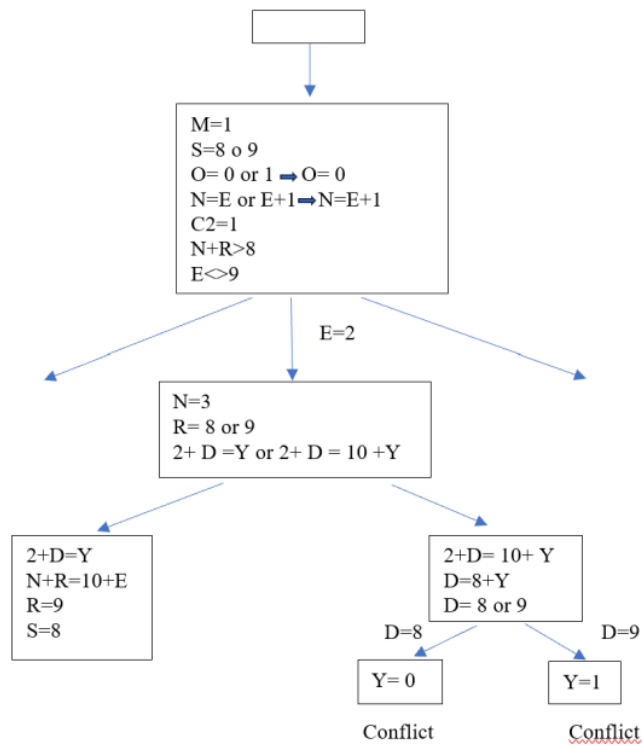 M=1
S=8 o 9
O= 0 or 1 ➡ O= 0
N=E or E+1➡N=E+1
C2=1
N+R>8
E<>9
E=2
N=3
R= 8 or 9
2+ D =Y or 2+ D = 10 +Y
2+D=Y
N+R=10+E
R=9
S=8
2+D= 10+ Y
D=8+Y
D= 8 or 9
D=8
D=9
Y= 0
Y=1
Conflict
Conflict